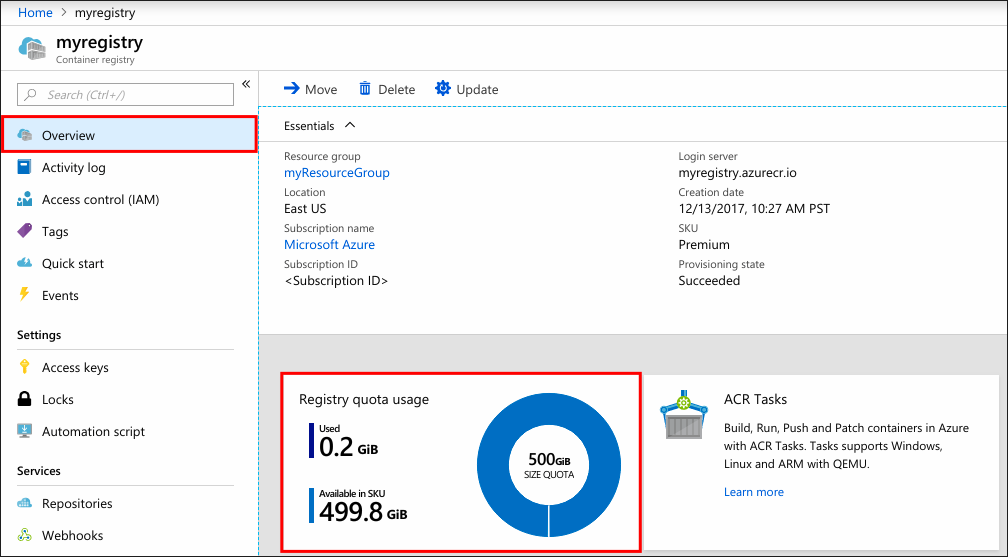 Home > myregistry
myregistry
Container registry
Search (Ctrl+/)
«
Overview
Activity log
Access control (IAM)
Tags
Quick start
Events
Settings
Access keys
Locks
Automation script
Services
Repositories
Webhooks
Move Delete Update
Essentials
Resource group
myResourceGroup
Location
East US
Subscription name
Microsoft Azure
Subscription ID
<Subscription ID>
Login server
myregistry.azurecr.io
Creation date
12/13/2017, 10:27 AM PST
SKU
Premium
Provisioning state
Succeeded
Registry quota usage
Used
0.2 GiB
Available in SKU
499.8 GiB
500GiB
SIZE QUOTA
ACR Tasks
Build, Run, Push and Patch containers in Azure
with ACR Tasks. Tasks supports Windows,
Linux and ARM with QEMU.
Learn more